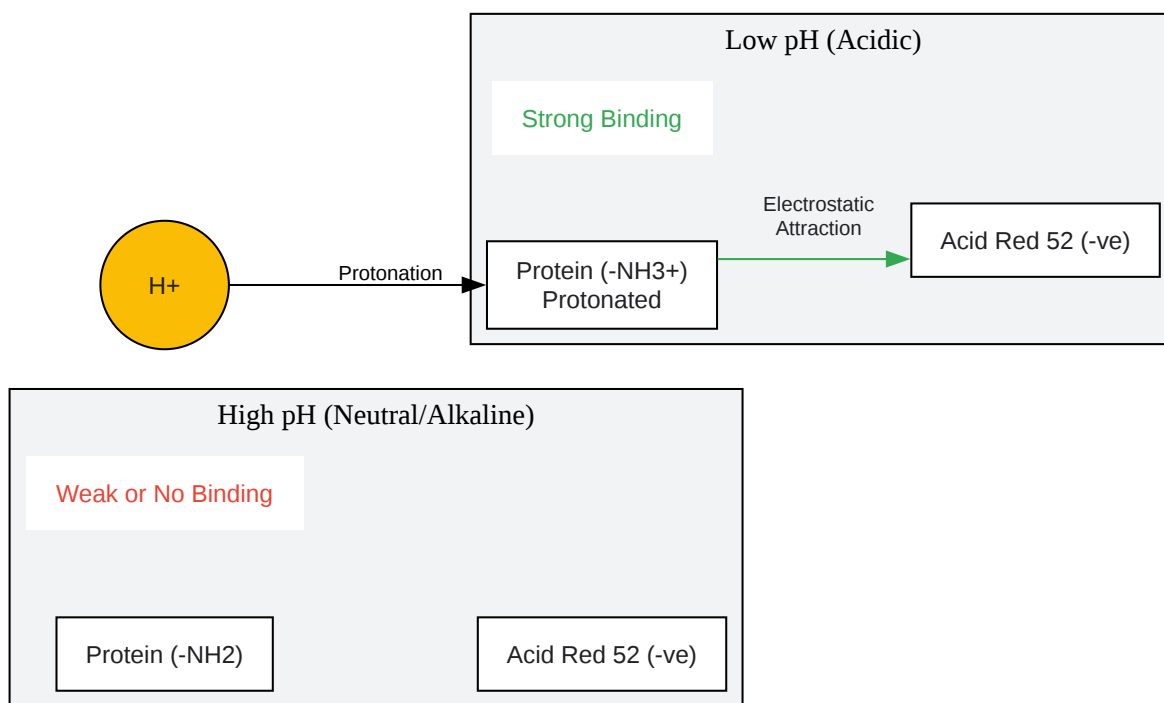 Low pH (Acidic)
Strong Binding
Electrostatic
Attraction
Acid Red 52 (-ve)
H+
Protonation
Protein (-NH3+)
Protonated
High pH (Neutral/Alkaline)
Weak or No Binding
Protein (-NH2)
Acid Red 52 (-ve)